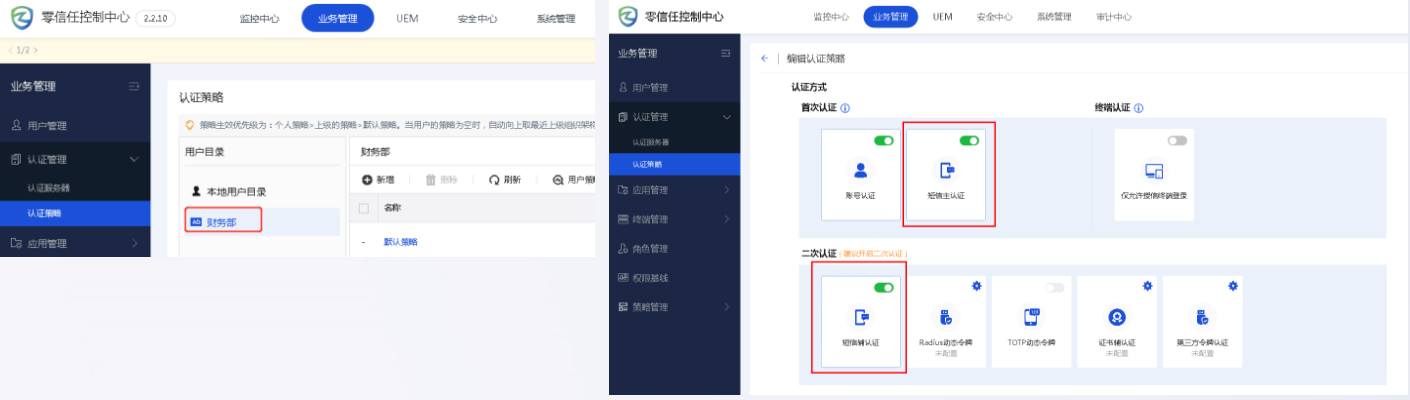 零信任控制中心 2.2.10 监控中心 业务管理 UEM 安全中心 系统管理
< 1/2 >
业务管理
用户管理
认证管理
认证服务器
认证策略
应用管理
认证策略
策略生效优先级为：个人策略>上级的策略>默认策略。当用户的策略为空时，自动向上取最近上级组织架构
用户目录
本地用户目录
AD 财务部
财务部
新增 删除 刷新 用户策略
名称
- 默认策略
零信任控制中心 监控中心 业务管理 UEM 安全中心 系统管理 审计中心
业务管理
用户管理
认证管理
认证服务器
认证策略
应用管理
终端管理
角色管理
权限基线
策略管理
编辑认证策略
认证方式
首次认证
终端认证
账号认证
短信主认证
仅允许授信终端登录
二次认证（建议开启二次认证）
短信辅认证
Radius动态令牌
未配置
TOTP动态令牌
证书辅认证
未配置
第三方令牌认证
未配置